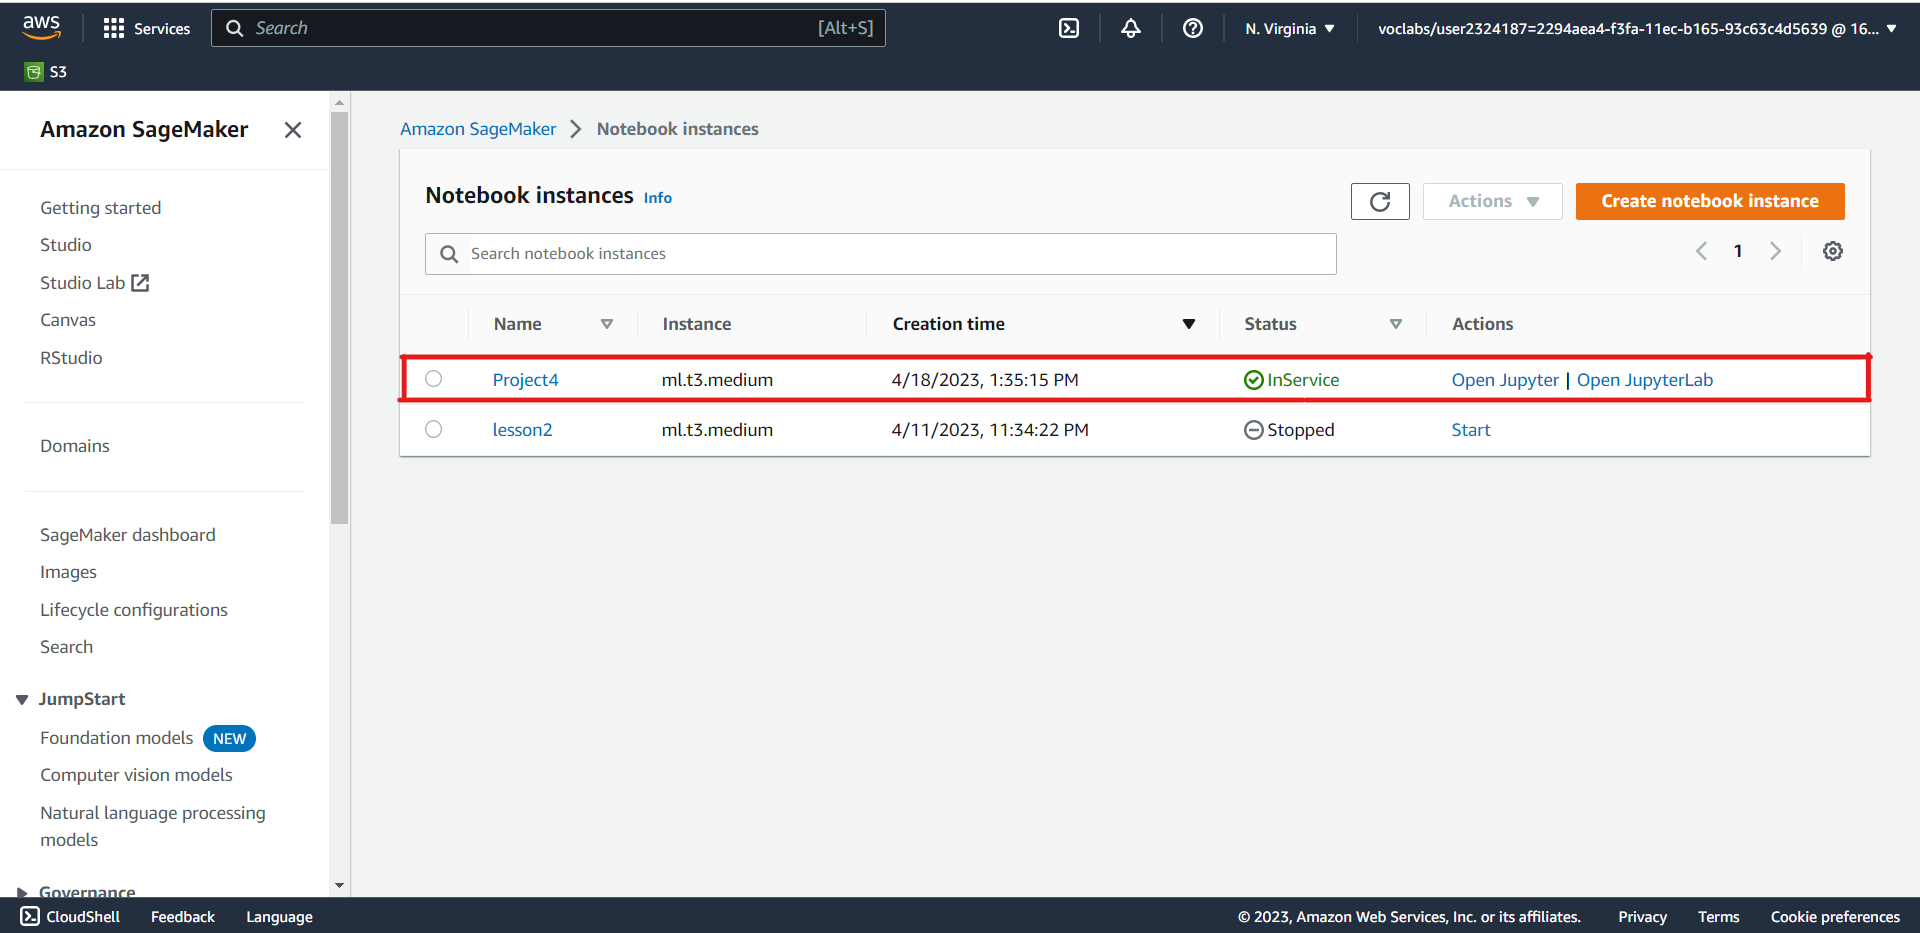 aws
Services
Search [Alt+S]
N. Virginia
voclabs/user2324187=2294aea4-f3fa-11ec-b165-93c63c4d5639 @ 16...
S3
Amazon SageMaker
Getting started
Studio
Studio Lab
Canvas
RStudio
Domains
SageMaker dashboard
Images
Lifecycle configurations
Search
JumpStart
Foundation models NEW
Computer vision models
Natural language processing
models
Governance
Amazon SageMaker > Notebook instances
Notebook instances Info
Actions
Create notebook instance
Search notebook instances
1
Name Instance Creation time Status Actions
Project4 ml.t3.medium 4/18/2023, 1:35:15 PM InService Open Jupyter | Open JupyterLab
lesson2 ml.t3.medium 4/11/2023, 11:34:22 PM Stopped Start
CloudShell Feedback Language
© 2023, Amazon Web Services, Inc. or its affiliates. Privacy Terms Cookie preferences